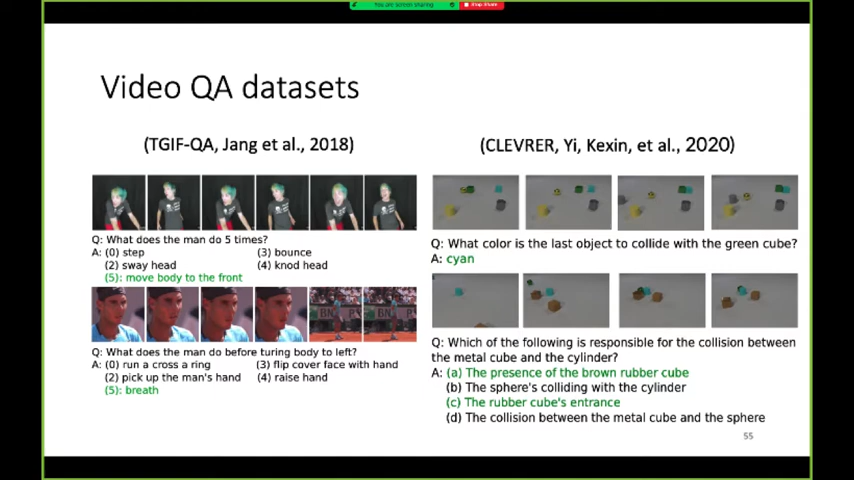 You are screen sharing
Stop Share
Video QA datasets
(TGIF-QA, Jang et al., 2018)
Q: What does the man do 5 times?
A: (0) step (3) bounce
(2) sway head (4) knod head
(5): move body to the front
Q: What does the man do before turing body to left?
A: (0) run a cross a ring (3) flip cover face with hand
(2) pick up the man's hand (4) raise hand
(5): breath
(CLEVRER, Yi, Kexin, et al., 2020)
Q: What color is the last object to collide with the green cube?
A: cyan
Q: Which of the following is responsible for the collision between
the metal cube and the cylinder?
A: (a) The presence of the brown rubber cube
(b) The sphere's colliding with the cylinder
(c) The rubber cube's entrance
(d) The collision between the metal cube and the sphere
55